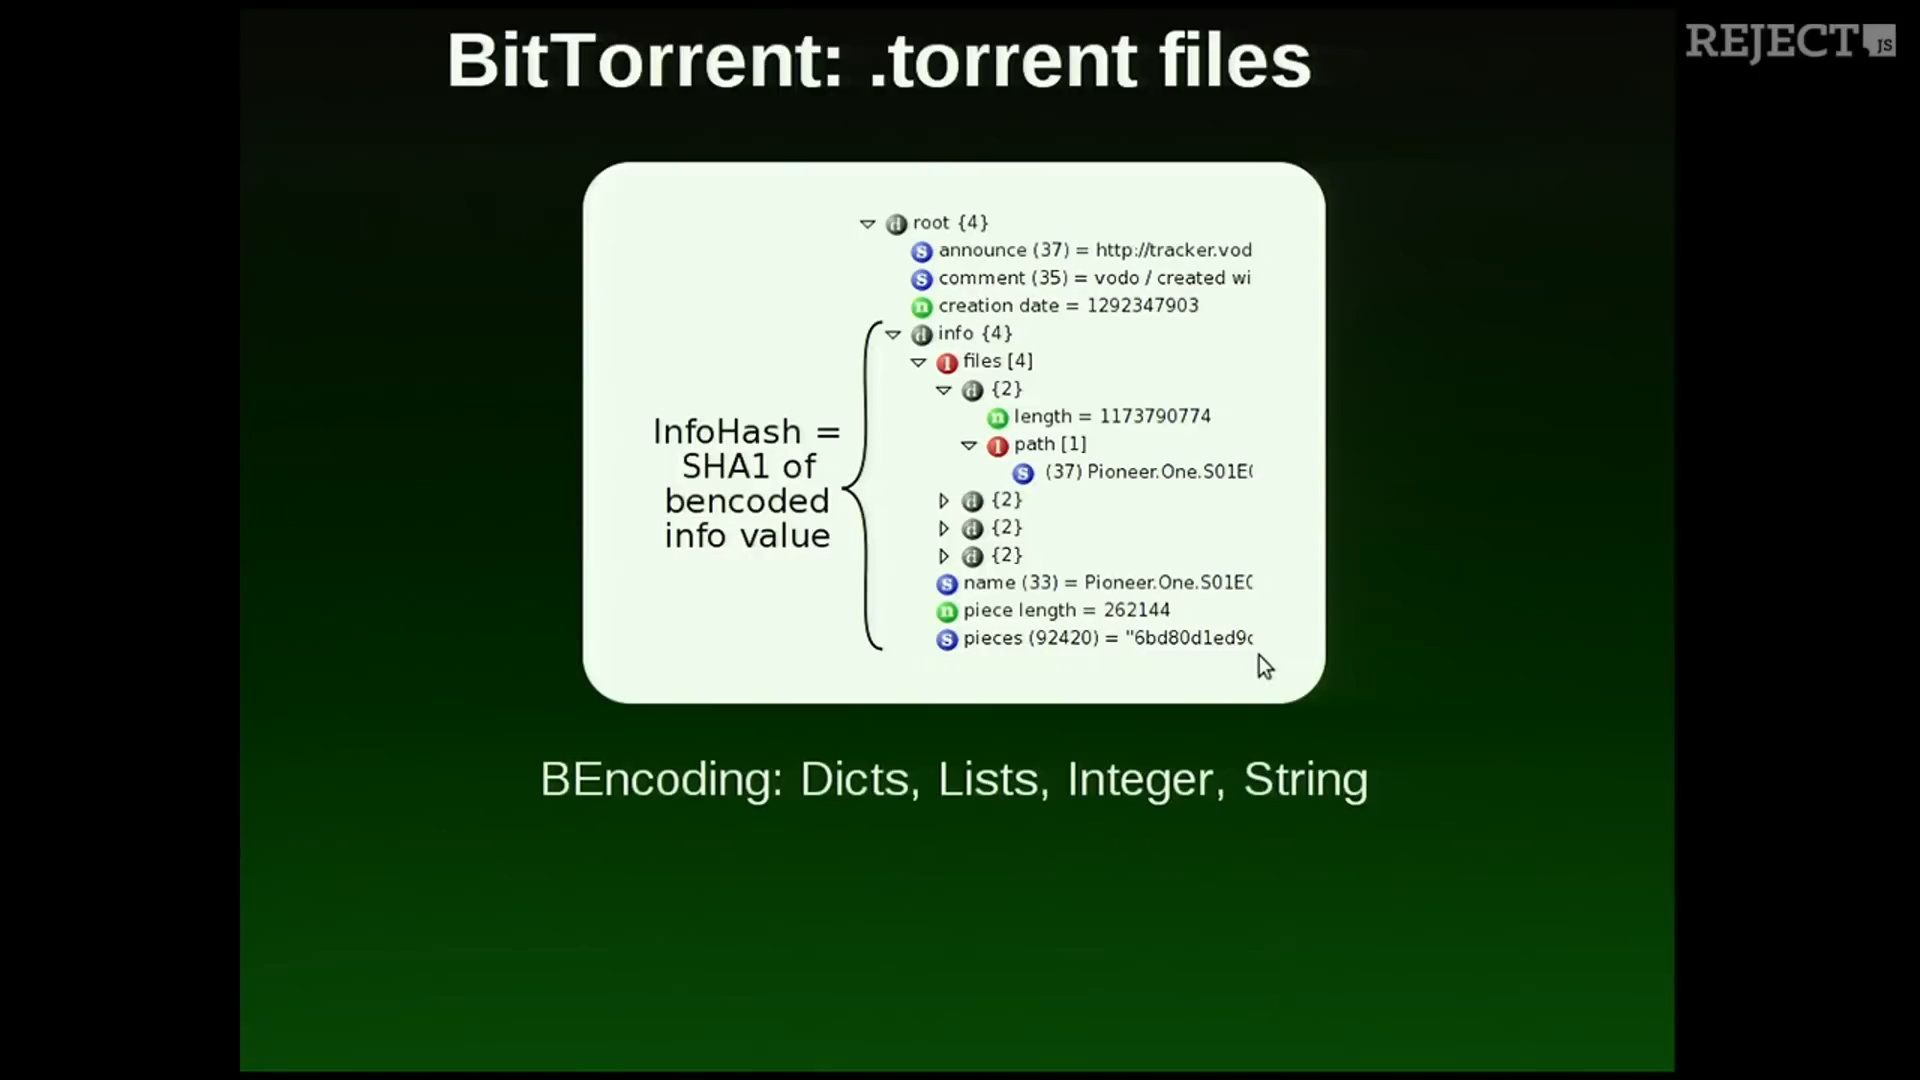 BitTorrent: .torrent files
REJECT JS
d root {4}
s announce (37) = http://tracker.vod
s comment (35) = vodo / created wi
n creation date = 1292347903
d info {4}
l files [4]
d {2}
n length = 1173790774
l path [1]
s (37) Pioneer.One.S01E
d {2}
d {2}
d {2}
s name (33) = Pioneer.One.S01E
n piece length = 262144
s pieces (92420) = "6bd80d1ed9
InfoHash =
SHA1 of
bencoded
info value
BEncoding: Dicts, Lists, Integer, String